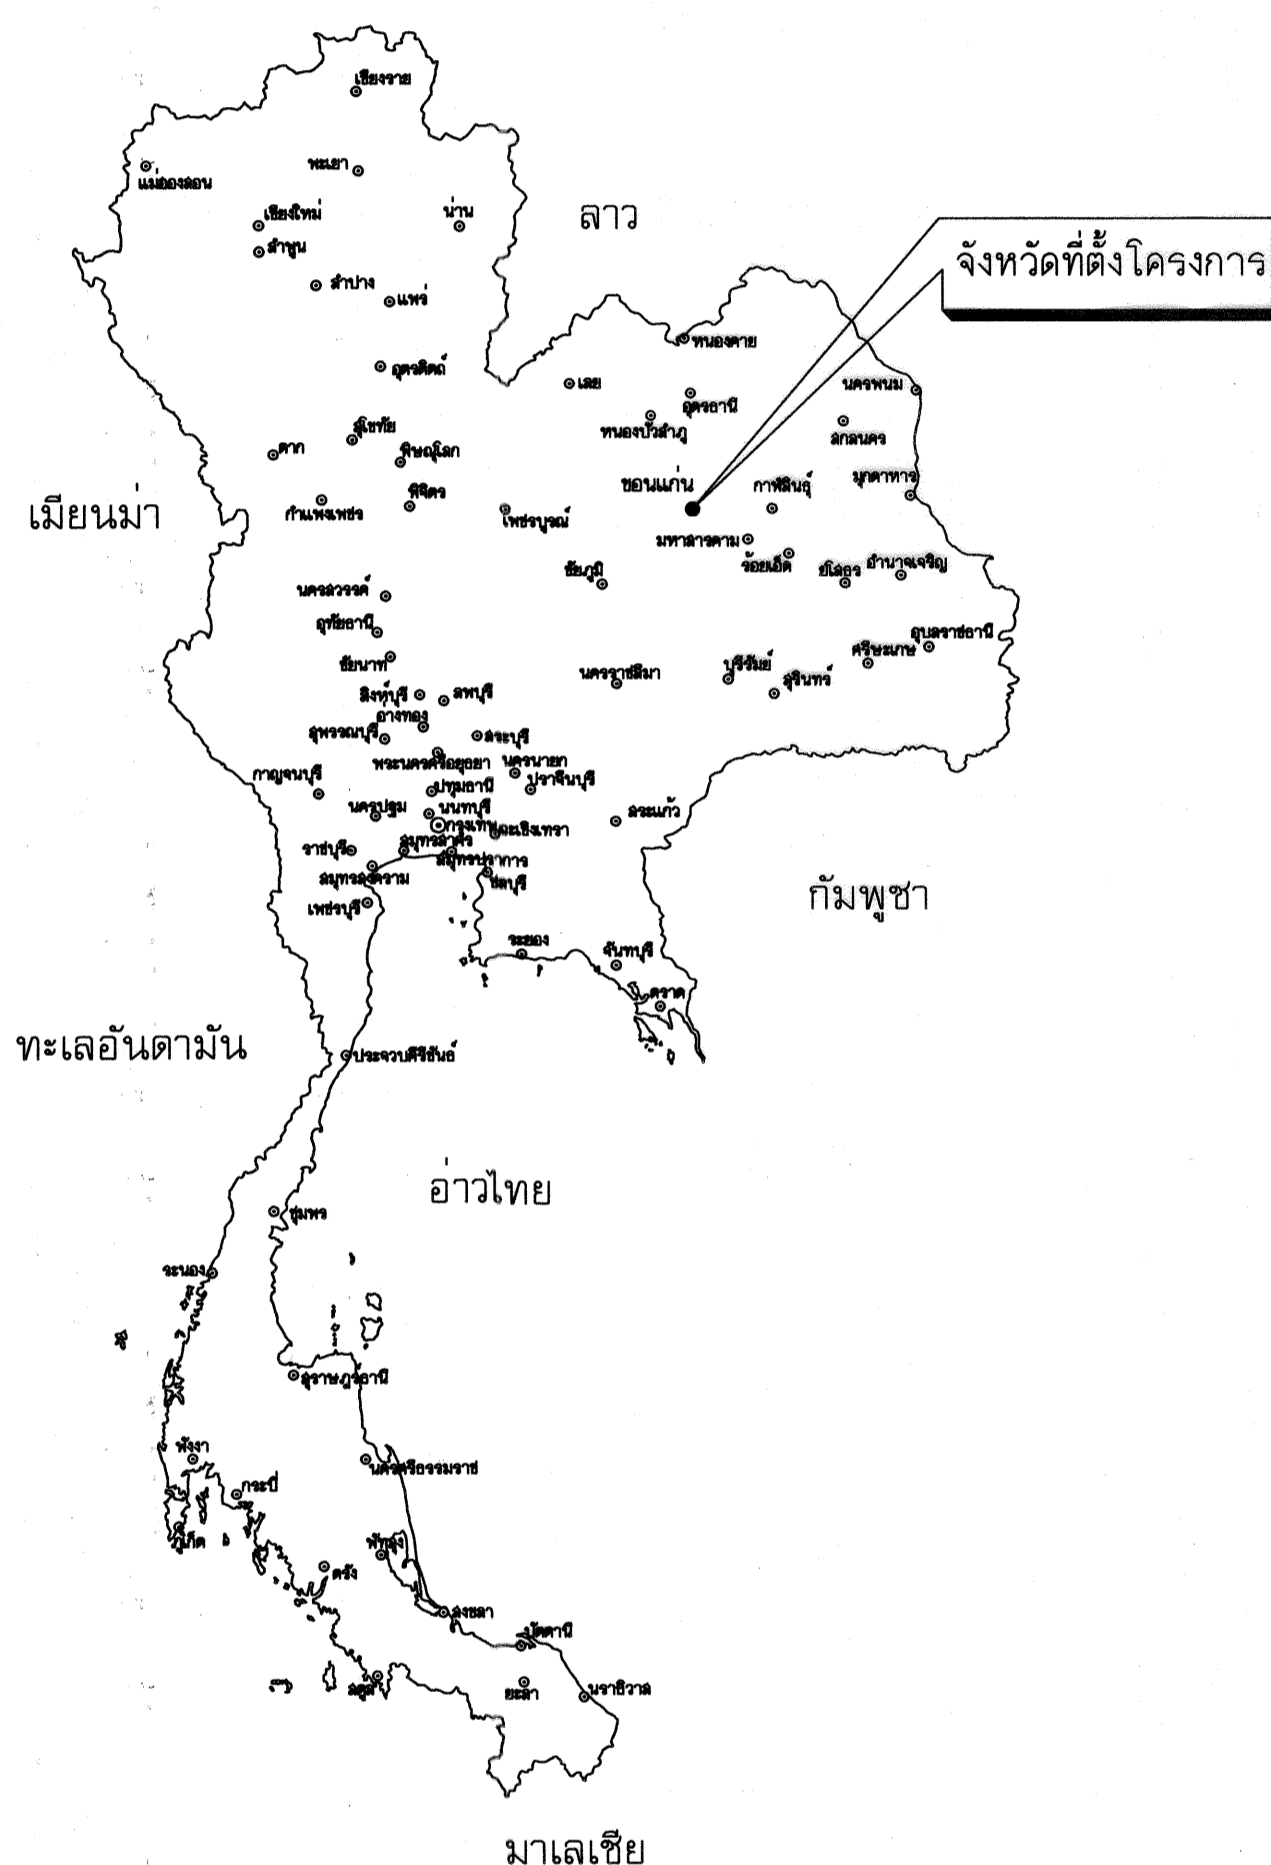 เชียงราย
พะเยา
แม่ฮ่องสอน
เชียงใหม่
น่าน
ลาว
ลำพูน
จังหวัดที่ตั้งโครงการ
ลำปาง
แพร่
หนองคาย
อุตรดิตถ์
เลย
นครพนม
อุดรธานี
สุโขทัย
หนองบัวลำภู
สกลนคร
ตาก
พิษณุโลก
ขอนแก่น
กาฬสินธุ์
มุกดาหาร
พิจิตร
กำแพงเพชร
เมียนม่า
เพชรบูรณ์
มหาสารคาม
ร้อยเอ็ด
ชัยภูมิ
ยโสธร
อำนาจเจริญ
นครสวรรค์
อุทัยธานี
อุบลราชธานี
ชัยนาท
ศรีษะเกษ
นครราชสีมา
บุรีรัมย์
สุรินทร์
สิงห์บุรี
ลพบุรี
อ่างทอง
สุพรรณบุรี
สระบุรี
พระนครศรีอยุธยา
นครนายก
กาญจนบุรี
ปทุมธานี
ปราจีนบุรี
นครปฐม
นนทบุรี
สระแก้ว
กรุงเทพ
ฉะเชิงเทรา
ราชบุรี
สมุทรสาคร
สมุทรปราการ
สมุทรสงคราม
ชลบุรี
กัมพูชา
เพชรบุรี
ระยอง
จันทบุรี
ตราด
ทะเลอันดามัน
ประจวบคีรีขันธ์
อ่าวไทย
ชุมพร
ระนอง
สุราษฎร์ธานี
พังงา
นครศรีธรรมราช
กระบี่
ภูเก็ต
พัทลุง
ตรัง
สงขลา
ปัตตานี
สตูล
ยะลา
นราธิวาส
มาเลเซีย